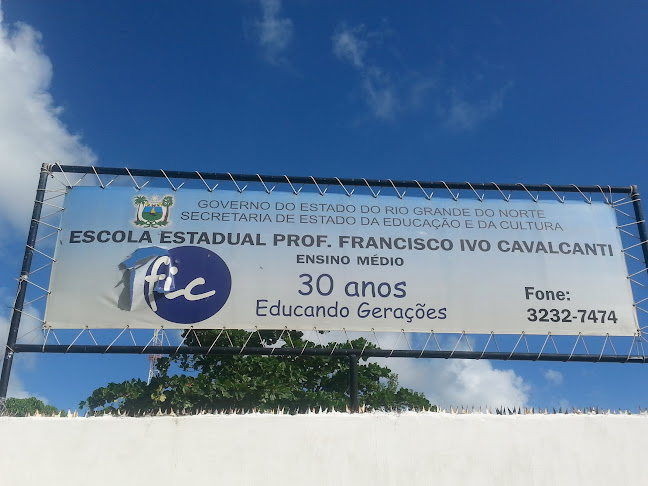 GOVERNO DO ESTADO DO RIO GRANDE DO NORTE
SECRETARIA DE ESTADO DA EDUCAÇÃO E DA CULTURA
ESCOLA ESTADUAL PROF. FRANCISCO IVO CAVALCANTI
ENSINO MÉDIO
fic
30 anos
Educando Gerações
Fone:
3232-7474